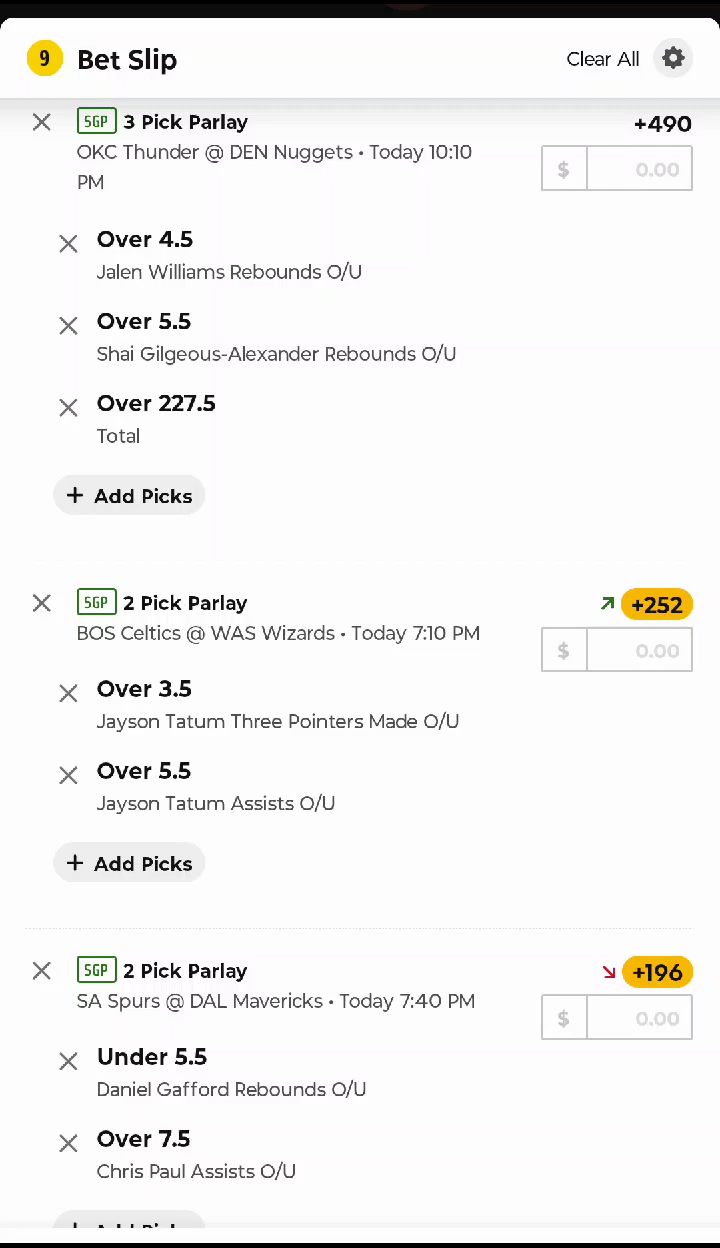 9 Bet Slip Clear All
SGP 3 Pick Parlay +490
OKC Thunder @ DEN Nuggets • Today 10:10
PM
$ 0.00
Over 4.5
Jalen Williams Rebounds O/U
Over 5.5
Shai Gilgeous-Alexander Rebounds O/U
Over 227.5
Total
+ Add Picks
SGP 2 Pick Parlay +252
BOS Celtics @ WAS Wizards • Today 7:10 PM
$ 0.00
Over 3.5
Jayson Tatum Three Pointers Made O/U
Over 5.5
Jayson Tatum Assists O/U
+ Add Picks
SGP 2 Pick Parlay +196
SA Spurs @ DAL Mavericks • Today 7:40 PM
$ 0.00
Under 5.5
Daniel Gafford Rebounds O/U
Over 7.5
Chris Paul Assists O/U